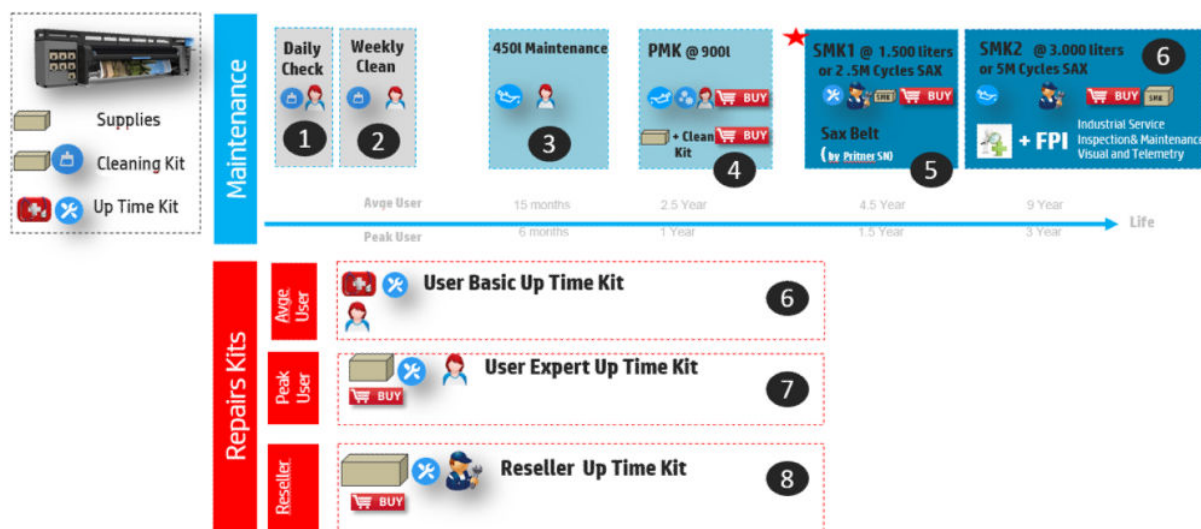 Supplies
Cleaning Kit
Up Time Kit
Maintenance
Daily
Check
1
Weekly
Clean
2
450l Maintenance
3
PMK @ 900l
BUY
+ Clean
Kit
BUY
4
SMK1 @ 1.500 liters
or 2 .5M Cycles SAX
SMK
BUY
Sax Belt
( by Pritner SN)
5
SMK2 @ 3.000 liters
or 5M Cycles SAX
6
BUY
SMK
+ FPI
Industrial Service
Inspection& Maintenance
Visual and Telemetry
Avge User
15 months
2.5 Year
4.5 Year
9 Year
Life
Peak User
6 months
1 Year
1.5 Year
3 Year
Repairs Kits
Avge
User
User Basic Up Time Kit
6
Peak
User
BUY
User Expert Up Time Kit
7
Reseller
BUY
Reseller Up Time Kit
8